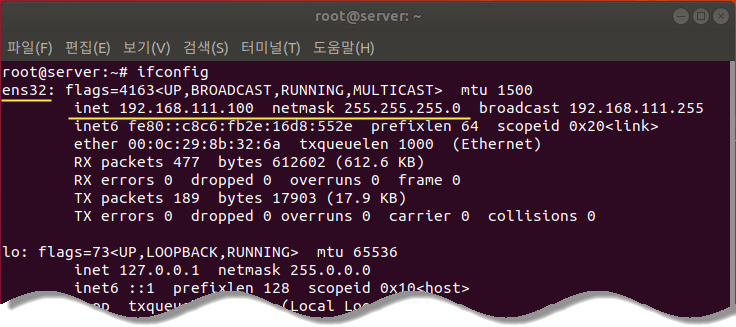 root@server: ~
파일(F) 편집(E) 보기(V) 검색(S) 터미널(T) 도움말(H)
root@server:~# ifconfig
ens32: flags=4163<UP,BROADCAST,RUNNING,MULTICAST>  mtu 1500
        inet 192.168.111.100  netmask 255.255.255.0  broadcast 192.168.111.255
        inet6 fe80::c8c6:fb2e:16d8:552e  prefixlen 64  scopeid 0x20<link>
        ether 00:0c:29:8b:32:6a  txqueuelen 1000  (Ethernet)
        RX packets 477  bytes 612602 (612.6 KB)
        RX errors 0  dropped 0  overruns 0  frame 0
        TX packets 189  bytes 17903 (17.9 KB)
        TX errors 0  dropped 0 overruns 0  carrier 0  collisions 0
lo: flags=73<UP,LOOPBACK,RUNNING>  mtu 65536
        inet 127.0.0.1  netmask 255.0.0.0
        inet6 ::1  prefixlen 128  scopeid 0x10<host>
        txqueuelen (Local